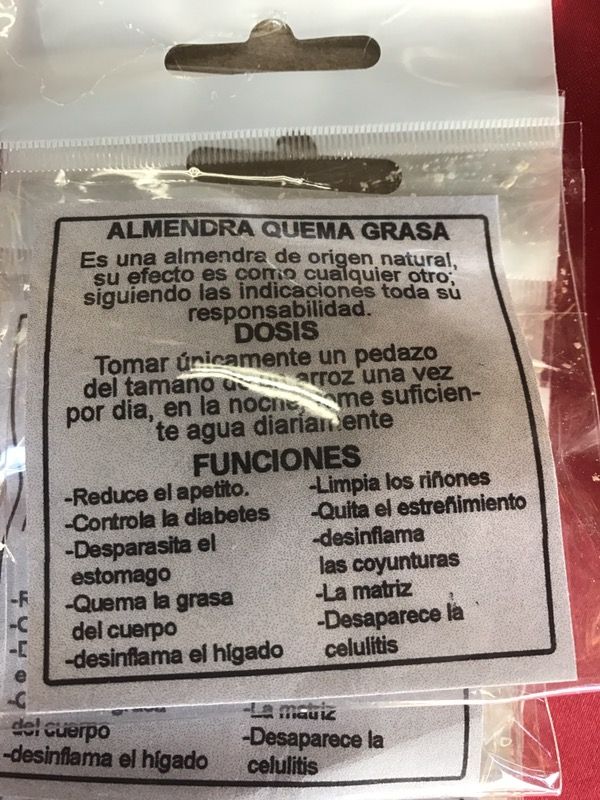 ALMENDRA QUEMA GRASA
Es una almendra de origen natural,
su efecto es como cualquier otro;
siguiendo las indicaciones toda su
responsabilidad.
DOSIS
Tomar únicamente un pedazo
del tamano arroz una vez
por dia, en la noche, tome suficien-
te agua diariamente
FUNCIONES
-Reduce el apetito.
-Controla la diabetes
-Desparasita el
estomago
-Quema la grasa
del cuerpo
-desinflama el hígado
-Limpia los riñones
-Quita el estreñimiento
-desinflama
las coyunturas
-La matriz
-Desaparece la
celulitis
del cuerpo
-desinflama el hígado
-La matriz
-Desaparece la
celulitis